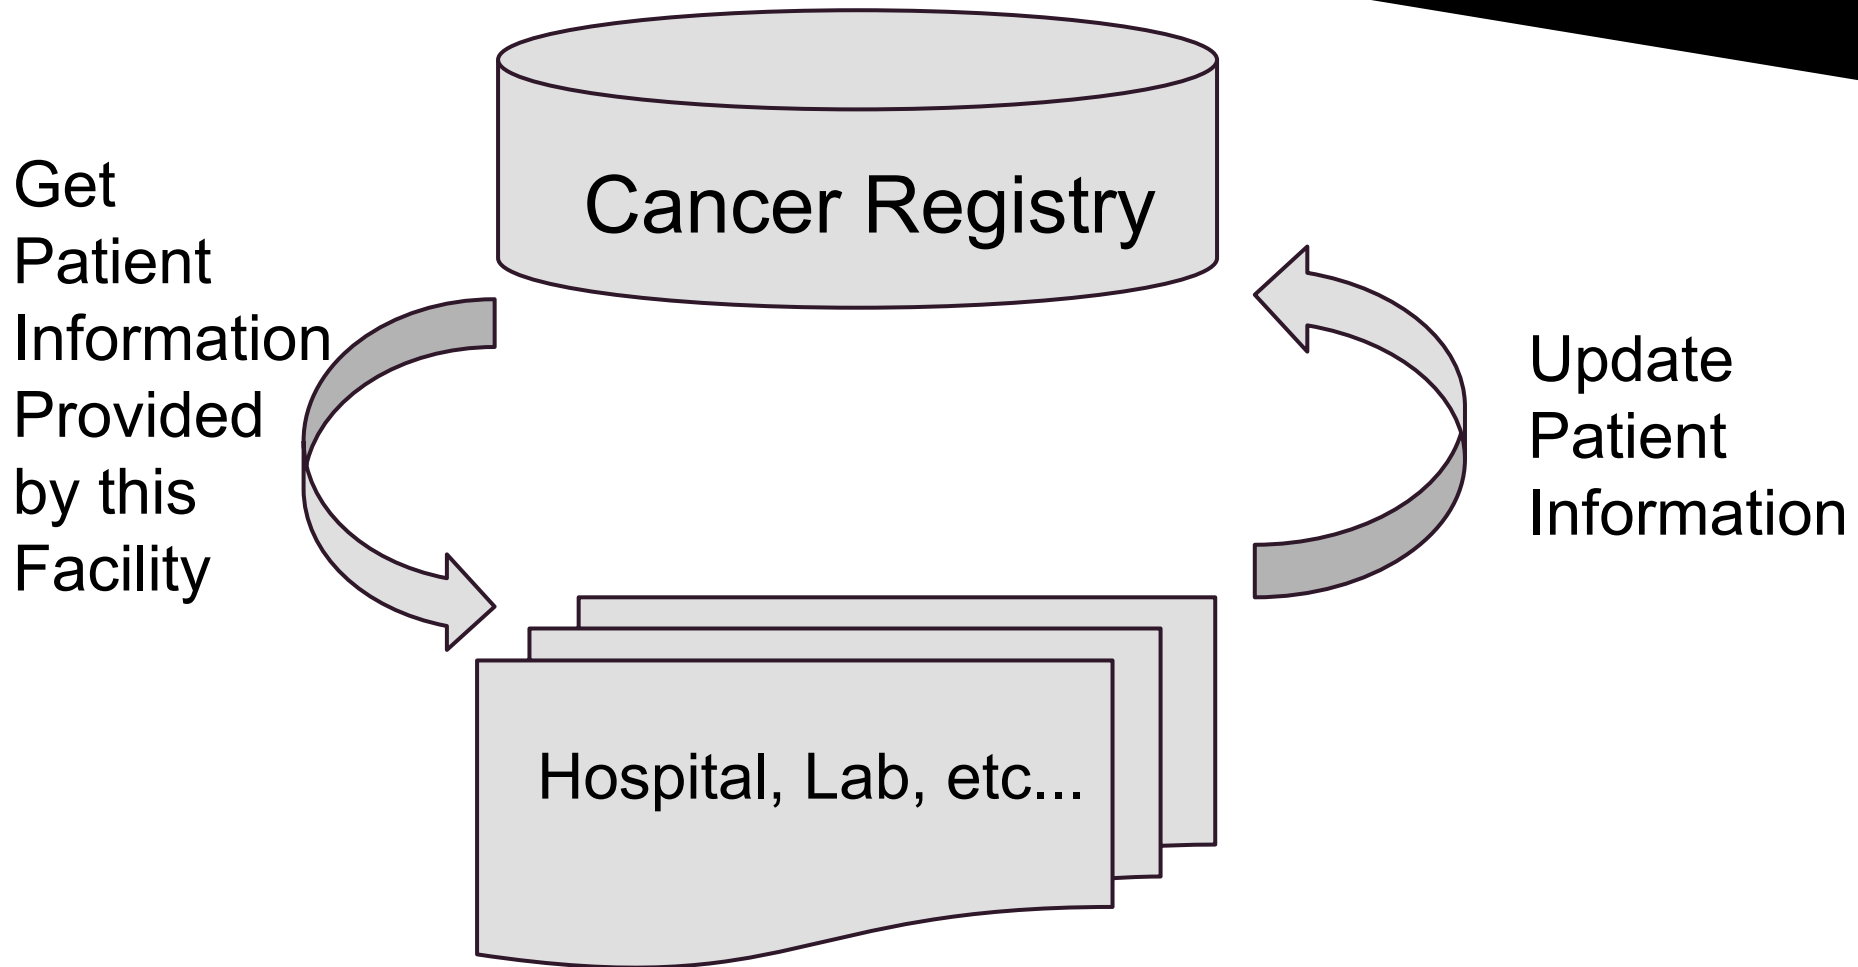 Cancer Registry
Get
Patient
Information
Provided
by this
Facility
Update
Patient
Information
Hospital, Lab, etc...